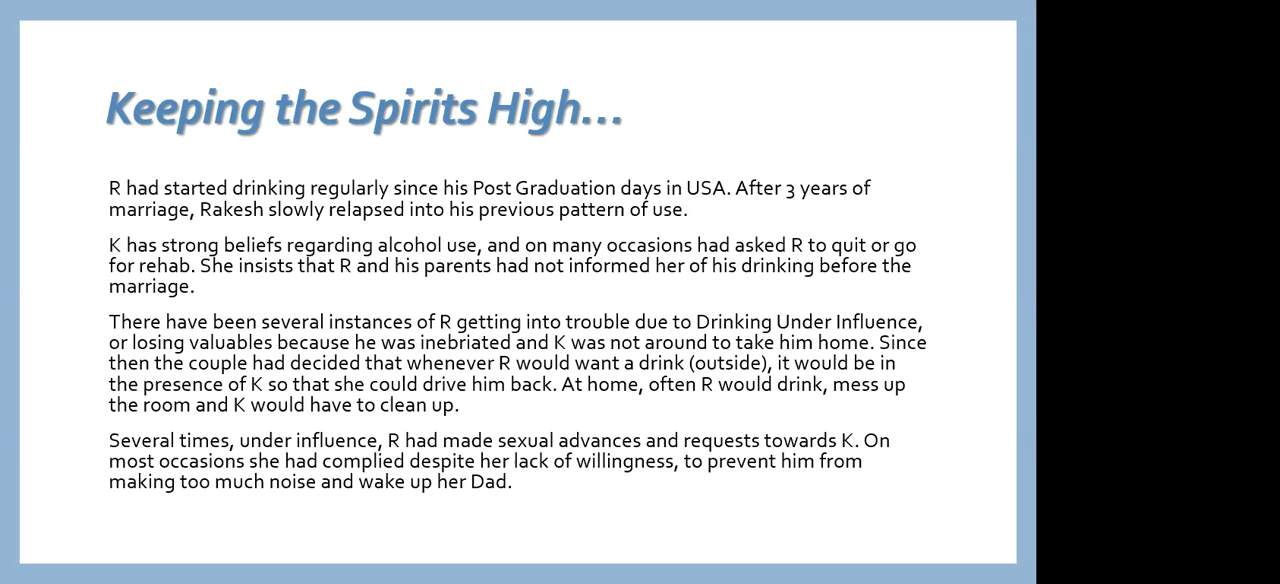 Keeping the Spirits High...
R had started drinking regularly since his Post Graduation days in USA. After 3 years of
marriage, Rakesh slowly relapsed into his previous pattern of use.
K has strong beliefs regarding alcohol use, and on many occasions had asked R to quit or go
for rehab. She insists that R and his parents had not informed her of his drinking before the
marriage.
There have been several instances of R getting into trouble due to Drinking Under Influence,
or losing valuables because he was inebriated and K was not around to take him home. Since
then the couple had decided that whenever R would want a drink (outside), it would be in
the presence of K so that she could drive him back. At home, often R would drink, mess up
the room and K would have to clean up.
Several times, under influence, R had made sexual advances and requests towards K. On
most occasions she had complied despite her lack of willingness, to prevent him from
making too much noise and wake up her Dad.